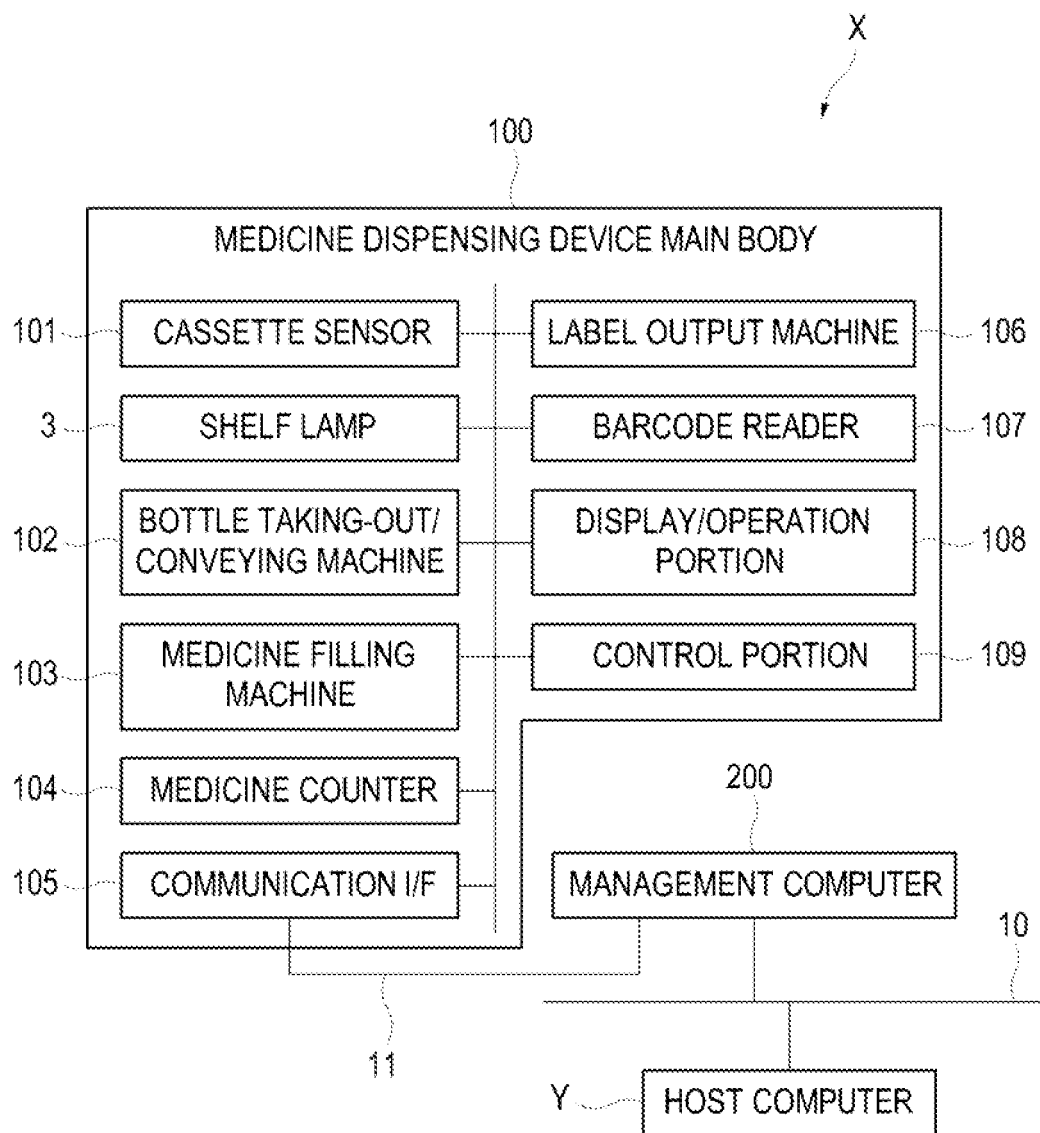 X
100
MEDICINE DISPENSING DEVICE MAIN BODY
101
CASSETTE SENSOR
LABEL OUTPUT MACHINE
106
3
SHELF LAMP
BARCODE READER
107
102
BOTTLE TAKING-OUT/
CONVEYING MACHINE
DISPLAY/OPERATION
PORTION
108
103
MEDICINE FILLING
MACHINE
CONTROL PORTION
109
104
MEDICINE COUNTER
200
105
COMMUNICATION I/F
MANAGEMENT COMPUTER
10
11
Y
HOST COMPUTER